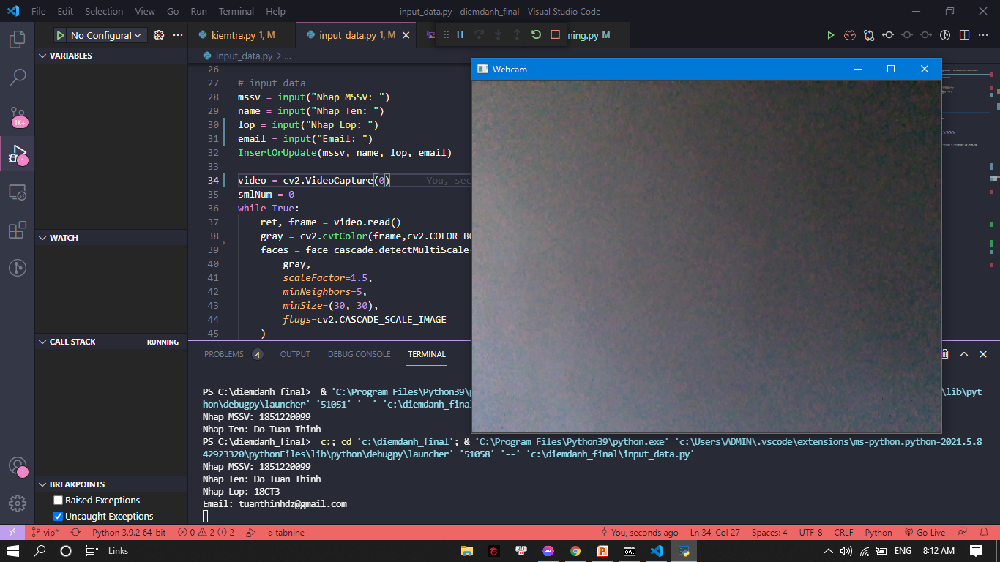 File Edit Selection View Go Run Terminal Help
input_data.py - diemdanh_final - Visual Studio Code
No Configurat
kiemtra.py 1, M
input_data.py 1, M
ning.py M
VARIABLES
input_data.py > ...
Webcam
26
27 # input data
28 mssv = input("Nhap MSSV: ")
29 name = input("Nhap Ten: ")
30 lop = input("Nhap Lop: ")
31 email = input("Email: ")
32 InsertOrUpdate(mssv, name, lop, email)
33
34 video = cv2.VideoCapture(0) You, sec
35 smlNum = 0
36 while True:
37 ret, frame = video.read()
38 gray = cv2.cvtColor(frame,cv2.COLOR_BG
39 faces = face_cascade.detectMultiScale
40 gray,
41 scaleFactor=1.5,
42 minNeighbors=5,
43 minSize=(30, 30),
44 flags=cv2.CASCADE_SCALE_IMAGE
45 )
1K+
1
WATCH
CALL STACK RUNNING
PROBLEMS 4 OUTPUT DEBUG CONSOLE TERMINAL
PS C:\diemdanh_final> & 'C:\Program Files\Python39\p
\lib\pyt
hon\debugpy\launcher' '51051' '--' 'c:\diemdanh_final
Nhap MSSV: 1851220099
Nhap Ten: Do Tuan Thinh
PS C:\diemdanh_final> c:; cd 'c:\diemdanh_final'; & 'C:\Program Files\Python39\python.exe' 'c:\Users\ADMIN\.vscode\extensions\ms-python.python-2021.5.8
42923320\pythonFiles\lib\python\debugpy\launcher' '51058' '--' 'c:\diemdanh_final\input_data.py'
Nhap MSSV: 1851220099
Nhap Ten: Do Tuan Thinh
Nhap Lop: 18CT3
Email: tuanthinhdz@gmail.com
1
BREAKPOINTS
Raised Exceptions
Uncaught Exceptions
vip* Python 3.9.2 64-bit 0 2 2 tabnine You, seconds ago Ln 34, Col 27 Spaces: 4 UTF-8 CRLF Python Go Live
Links
ENG 8:12 AM